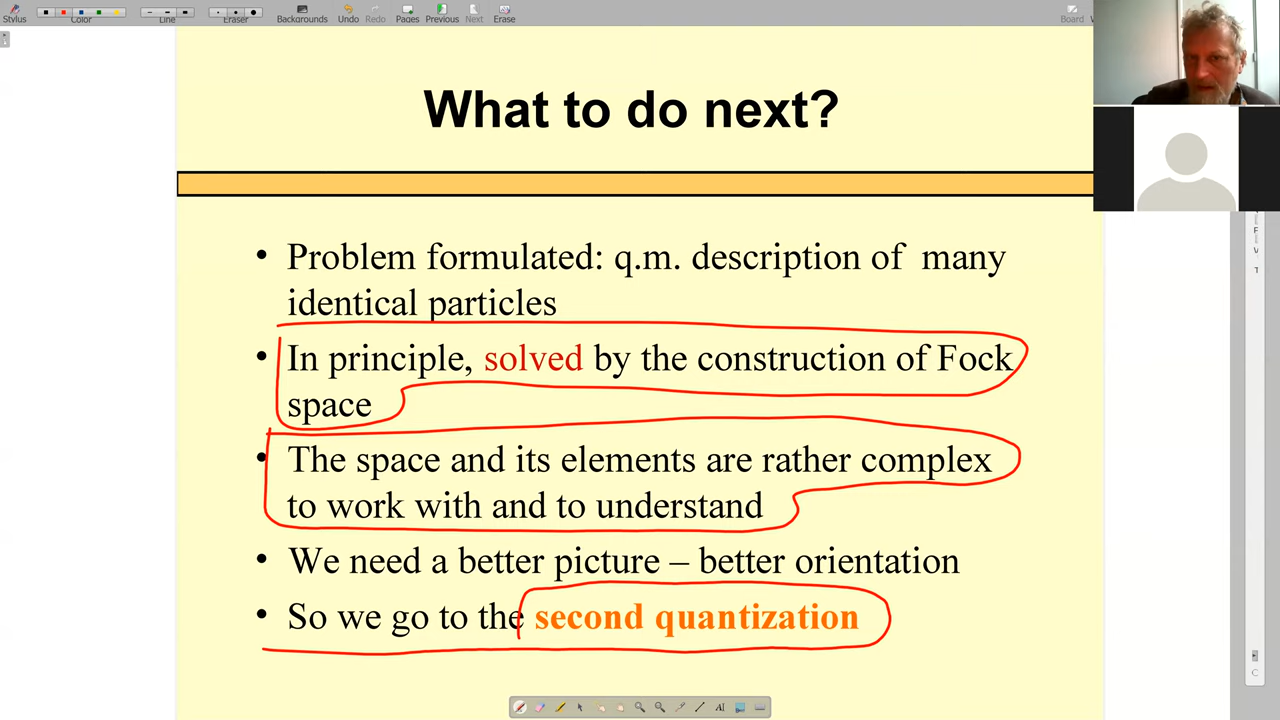 Stylus Color Line Eraser Backgrounds Undo Redo Pages Previous Next Erase Board
What to do next?
• Problem formulated: q.m. description of many
identical particles
• In principle, solved by the construction of Fock
space
• The space and its elements are rather complex
to work with and to understand
• We need a better picture – better orientation
• So we go to the second quantization